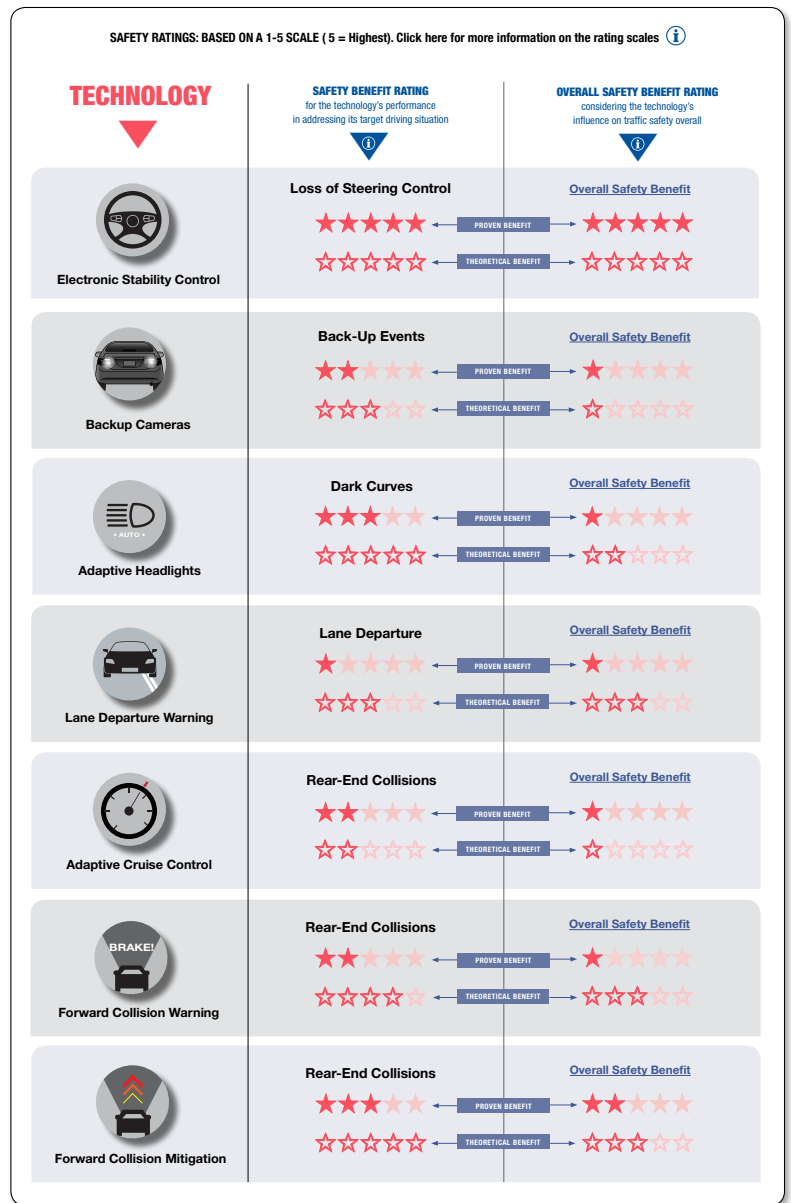 SAFETY RATINGS: BASED ON A 1-5 SCALE ( 5 = Highest). Click here for more information on the rating scales
TECHNOLOGY
SAFETY BENEFIT RATING
for the technology's performance
in addressing its target driving situation
OVERALL SAFETY BENEFIT RATING
considering the technology's
influence on traffic safety overall
Loss of Steering Control
Overall Safety Benefit
PROVEN BENEFIT
THEORETICAL BENEFIT
Electronic Stability Control
Back-Up Events
Overall Safety Benefit
PROVEN BENEFIT
THEORETICAL BENEFIT
Backup Cameras
Dark Curves
Overall Safety Benefit
PROVEN BENEFIT
• AUTO •
THEORETICAL BENEFIT
Adaptive Headlights
Lane Departure
Overall Safety Benefit
PROVEN BENEFIT
THEORETICAL BENEFIT
Lane Departure Warning
Rear-End Collisions
Overall Safety Benefit
PROVEN BENEFIT
THEORETICAL BENEFIT
Adaptive Cruise Control
Rear-End Collisions
Overall Safety Benefit
BRAKE!
PROVEN BENEFIT
THEORETICAL BENEFIT
Forward Collision Warning
Rear-End Collisions
Overall Safety Benefit
PROVEN BENEFIT
THEORETICAL BENEFIT
Forward Collision Mitigation